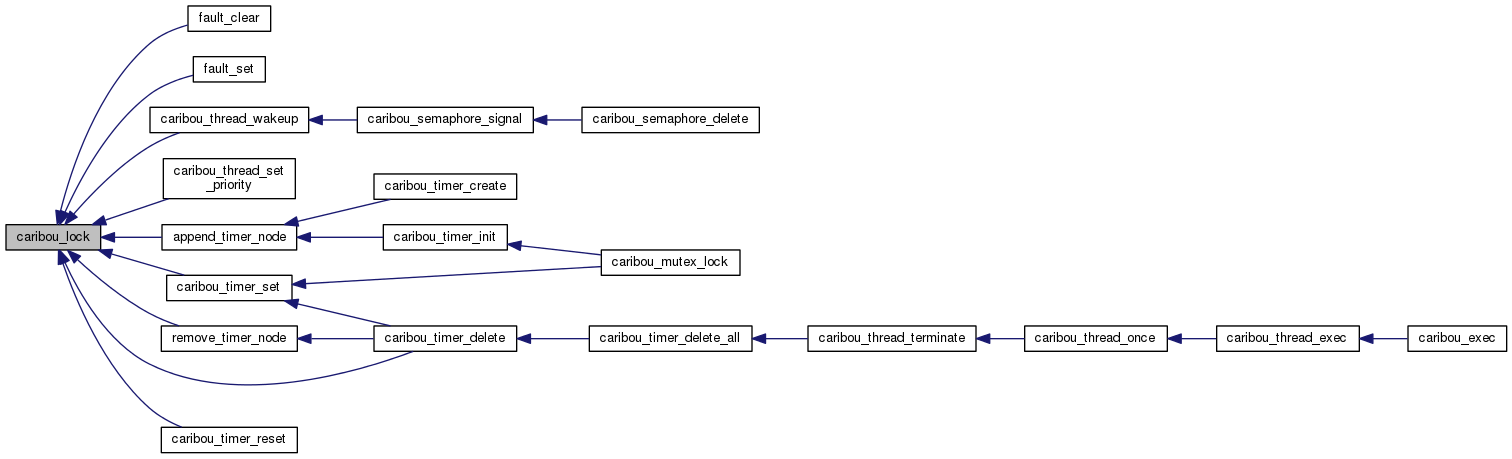 fault_clear
fault_set
caribou_thread_wakeup
caribou_semaphore_signal
caribou_semaphore_delete
caribou_thread_set
_priority
caribou_timer_create
caribou_lock
append_timer_node
caribou_timer_init
caribou_mutex_lock
caribou_timer_set
remove_timer_node
caribou_timer_delete
caribou_timer_delete_all
caribou_thread_terminate
caribou_thread_once
caribou_thread_exec
caribou_exec
caribou_timer_reset